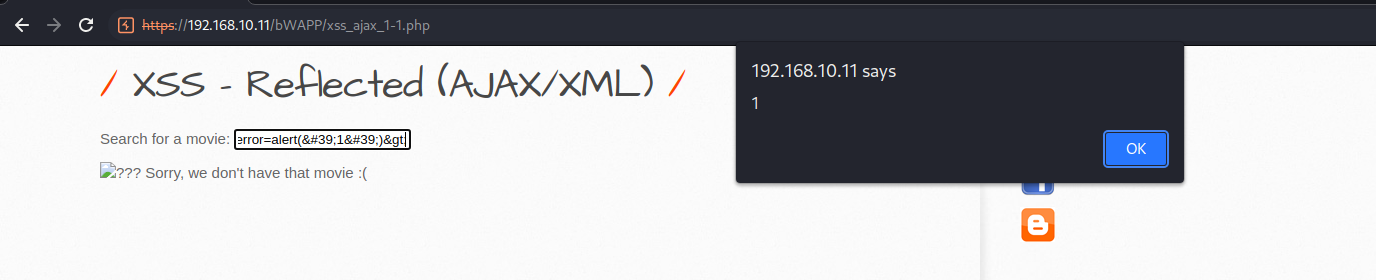 https://192.168.10.11/bWAPP/xss_ajax_1-1.php
/ XSS - Reflected (AJAX/XML) /
192.168.10.11 says
1
OK
Search for a movie: error=alert(&#39;1&#39;)&gt
??? Sorry, we don't have that movie :(